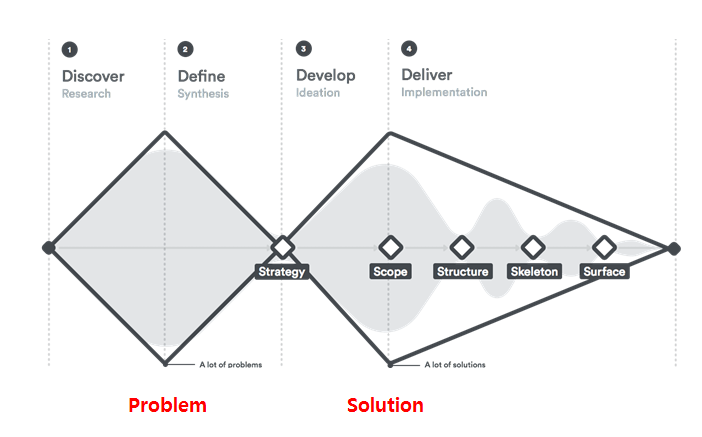 1
2
3
4
Discover
Research
Define
Synthesis
Develop
Ideation
Deliver
Implementation
Strategy
Scope
Structure
Skeleton
Surface
A lot of problems
A lot of solutions
Problem
Solution